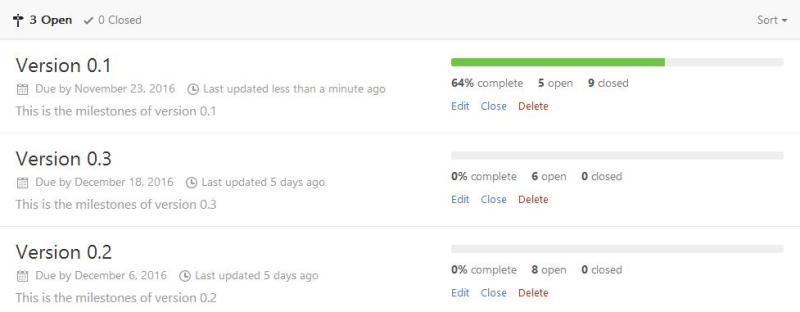 3 Open 0 Closed Sort
Version 0.1
Due by November 23, 2016 Last updated less than a minute ago
This is the milestones of version 0.1
64% complete 5 open 9 closed
Edit Close Delete
Version 0.3
Due by December 18, 2016 Last updated 5 days ago
This is the milestones of version 0.3
0% complete 6 open 0 closed
Edit Close Delete
Version 0.2
Due by December 6, 2016 Last updated 5 days ago
This is the milestones of version 0.2
0% complete 8 open 0 closed
Edit Close Delete